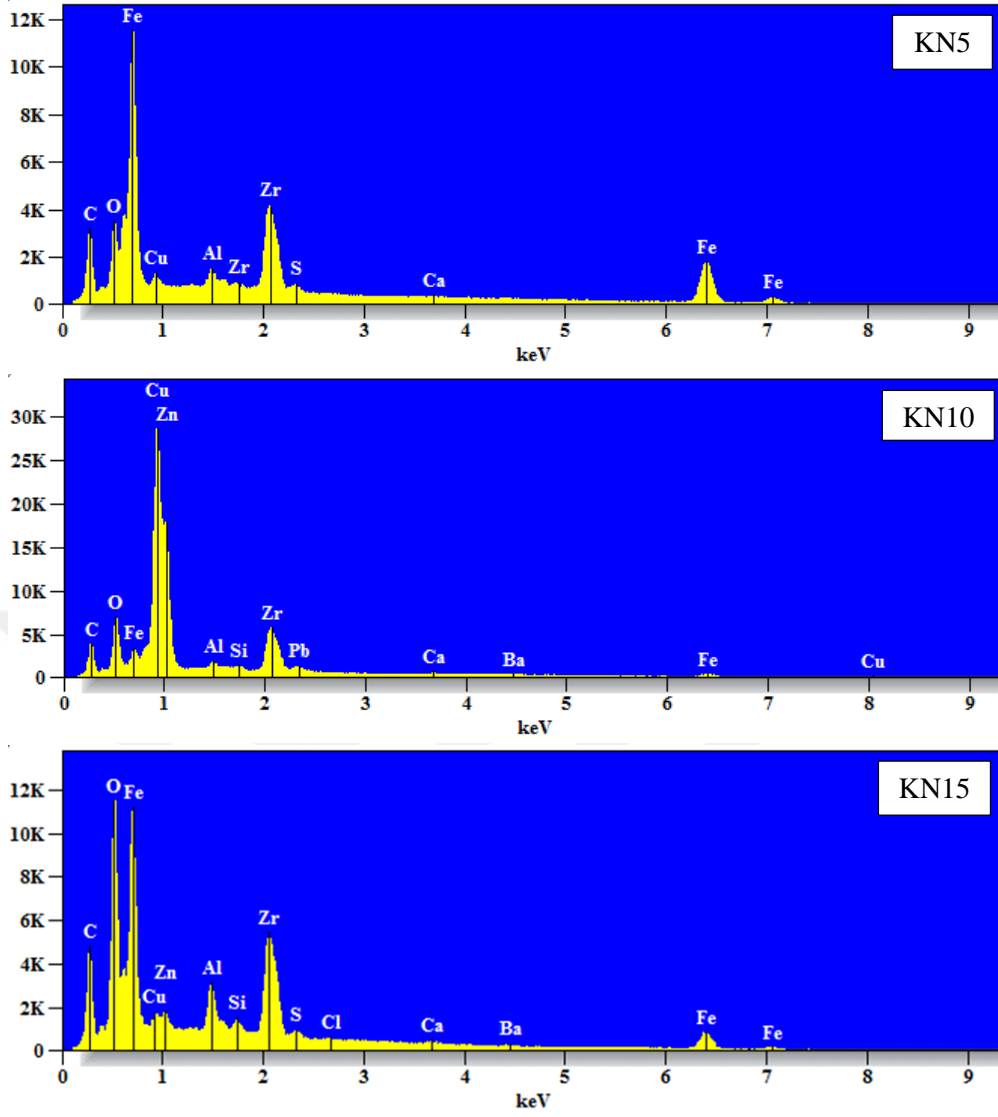 KN5
12K
10K
8K
6K
4K
2K
0
Fe
C
O
Cu
Al
Zr
Zr
S
Ca
Fe
Fe
0 1 2 3 4 5 6 7 8 9
keV
KN10
30K
25K
20K
15K
10K
5K
0
Cu
Zn
C
O
Fe
Al
Si
Zr
Pb
Ca
Ba
Fe
Cu
0 1 2 3 4 5 6 7 8 9
keV
KN15
12K
10K
8K
6K
4K
2K
0
C
O
Fe
Cu
Zn
Al
Si
Zr
S
Cl
Ca
Ba
Fe
Fe
0 1 2 3 4 5 6 7 8 9
keV